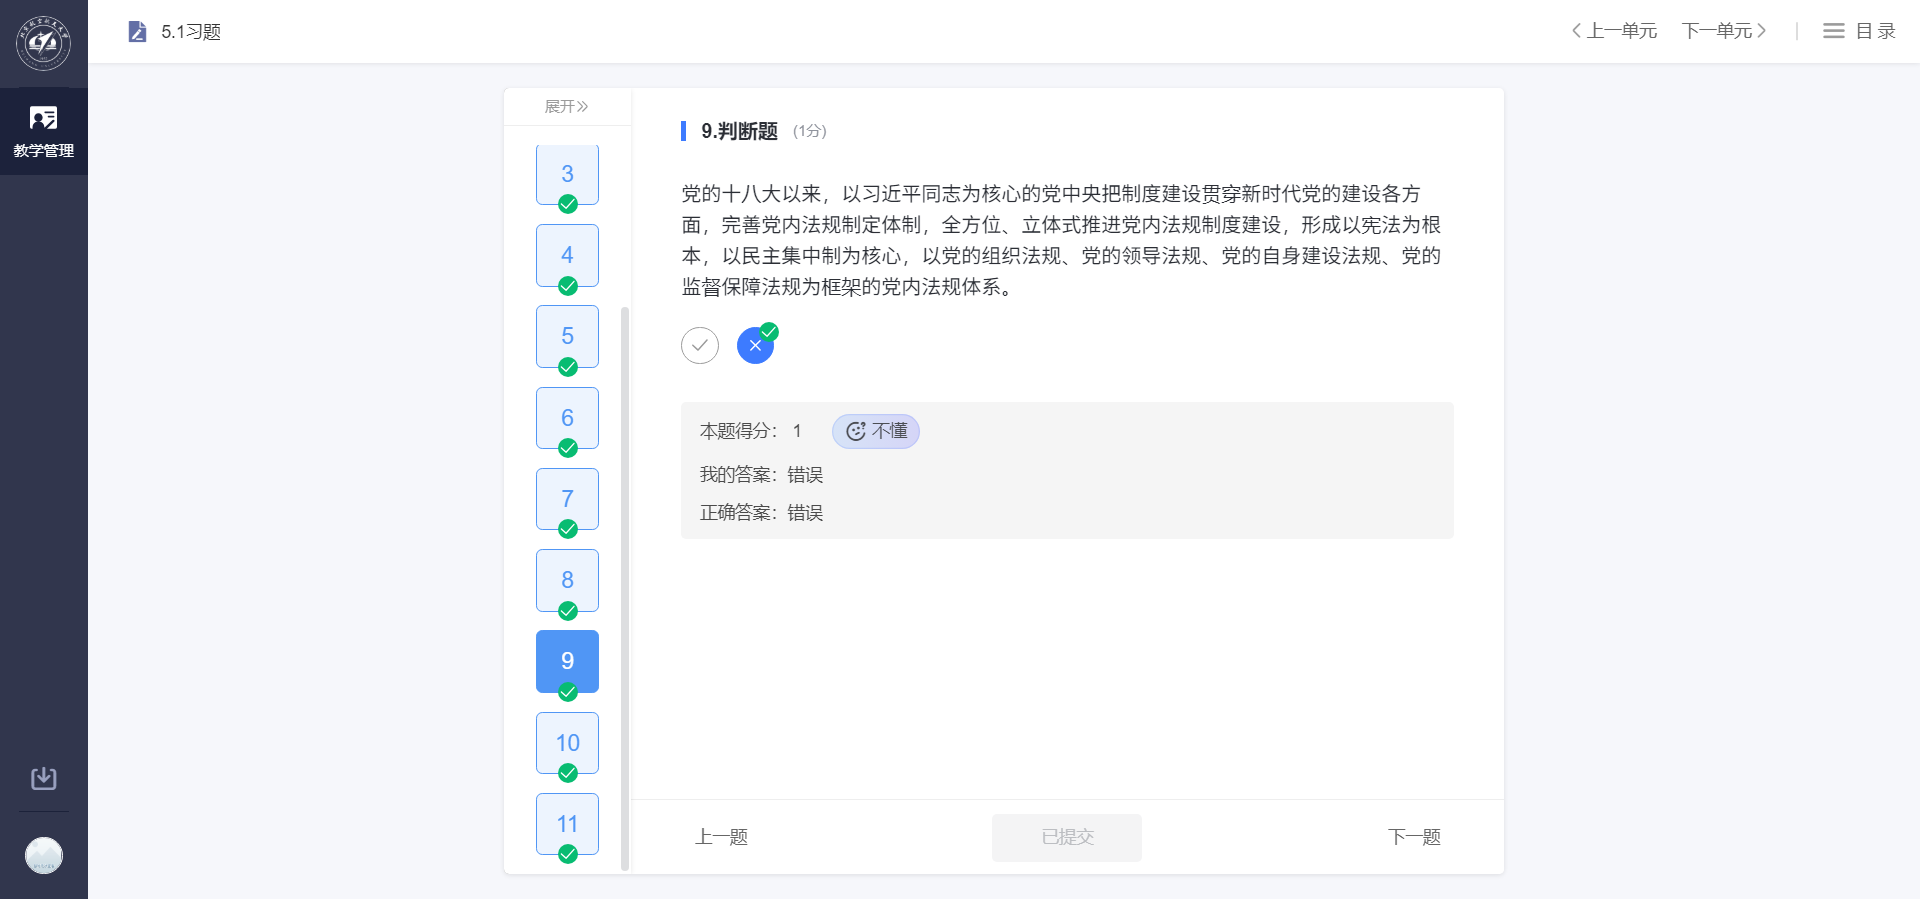 5.1习题
上一单元 下一单元 目录
教学管理
展开
3
4
5
6
7
8
9
10
11
9.判断题 (1分)
党的十八大以来，以习近平同志为核心的党中央把制度建设贯穿新时代党的建设各方
面，完善党内法规制定体制，全方位、立体式推进党内法规制度建设，形成以宪法为根
本，以民主集中制为核心，以党的组织法规、党的领导法规、党的自身建设法规、党的
监督保障法规为框架的党内法规体系。
本题得分： 1 不懂
我的答案：错误
正确答案：错误
上一题 已提交 下一题